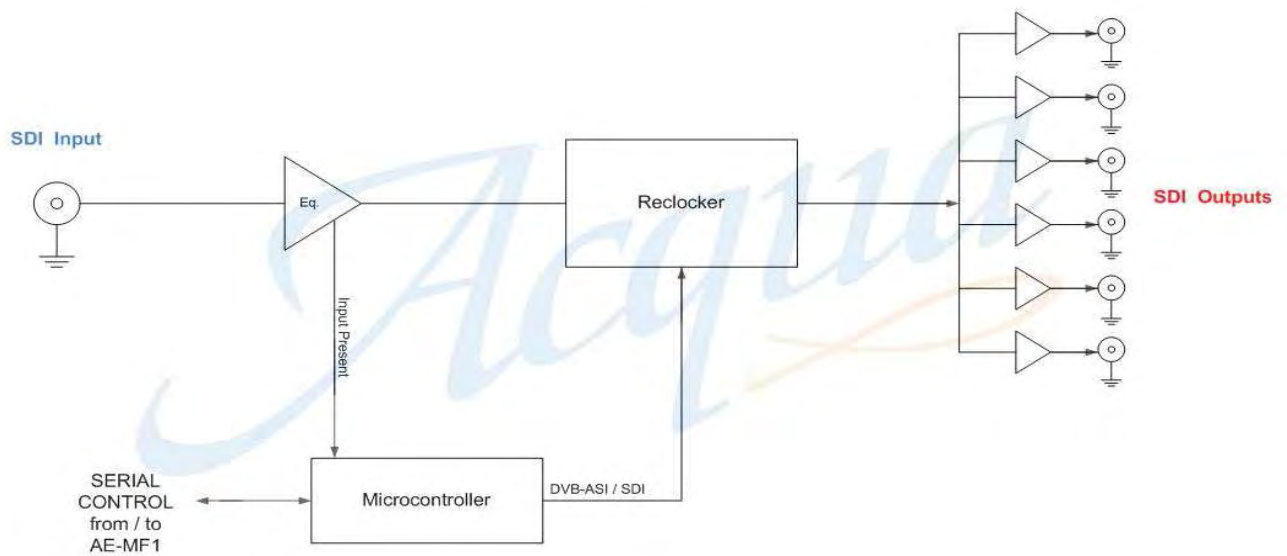 SDI Input
Eq.
Reclocker
SDI Outputs
Input Present
Acqua
SERIAL
CONTROL
from / to
AE-MF1
Microcontroller
DVB-ASI / SDI